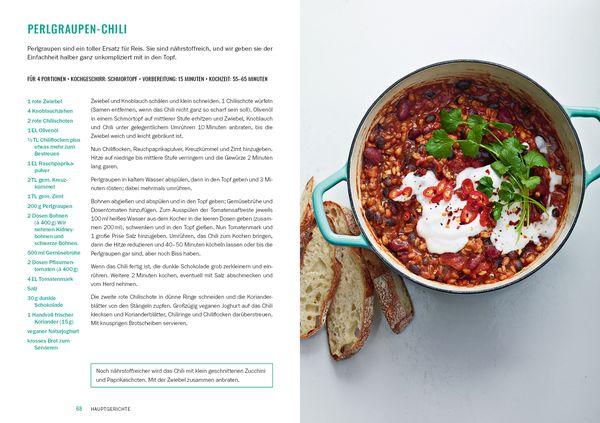 PERLGRAUPEN-CHILI
Perlgraupen sind ein toller Ersatz für Reis. Sie sind nährstoffreich, und wir geben sie der
Einfachheit halber ganz unkompliziert mit in den Topf.
FÜR 4 PORTIONEN • KOCHGESCHIRR: SCHMORTOPF • VORBEREITUNG: 15 MINUTEN • KOCHZEIT: 55–65 MINUTEN
1 rote Zwiebel
4 Knoblauchzehen
2 rote Chilischoten
1 EL Olivenöl
½ TL Chiliflocken plus
etwas mehr zum
Bestreuen
1 EL Rauchpaprika-
pulver
2 TL gem. Kreuz-
kümmel
1 TL gem. Zimt
200 g Perlgraupen
2 Dosen Bohnen
(à 400 g): Wir
nehmen Kidney-
bohnen und
schwarze Bohnen.
500 ml Gemüsebrühe
2 Dosen Pflaumen-
tomaten (à 400 g)
4 EL Tomatenmark
Salz
30 g dunkle
Schokolade
1 Handvoll frischer
Koriander (15 g)
veganer Naturjoghurt
krosses Brot zum
Servieren
Zwiebel und Knoblauch schälen und klein schneiden. 1 Chilischote würfeln
(Samen entfernen, wenn das Chili nicht ganz so scharf sein soll). Olivenöl
in einem Schmortopf auf mittlerer Stufe erhitzen und Zwiebel, Knoblauch
und Chili unter gelegentlichem Umrühren 10 Minuten anbraten, bis die
Zwiebel weich und leicht gebräunt ist.
Nun Chiliflocken, Rauchpaprikapulver, Kreuzkümmel und Zimt hinzufügen.
Hitze auf niedrige bis mittlere Stufe verringern und die Gewürze 2 Minuten
lang garen.
Perlgraupen in kaltem Wasser abspülen, dann in den Topf geben und 3 Mi-
nuten rösten; dabei mehrmals umrühren.
Bohnen abgießen und abspülen und in den Topf geben; Gemüsebrühe und
Dosentomaten hinzufügen. Zum Ausspülen der Tomatensaftreste jeweils
100 ml heißes Wasser aus dem Kocher in die leeren Dosen geben (zusam-
men 200 ml), schwenken und in den Topf gießen. Nun Tomatenmark und
1 große Prise Salz hinzugeben. Umrühren, das Chili zum Kochen bringen,
dann die Hitze reduzieren und 40–50 Minuten köcheln lassen oder bis die
Perlgraupen gar sind, aber noch Biss haben.
Wenn das Chili fertig ist, die dunkle Schokolade grob zerkleinern und ein-
rühren. Weitere 2 Minuten kochen, eventuell mit Salz abschmecken und
vom Herd nehmen.
Die zweite rote Chilischote in dünne Ringe schneiden und die Koriander-
blätter von den Stängeln zupfen. Großzügig veganen Joghurt auf das Chili
klecksen und Korianderblätter, Chiliringe und Chiliflocken darüberstreuen.
Mit knusprigen Brotscheiben servieren.
Noch nährstoffreicher wird das Chili mit klein geschnittenen Zucchini
und Paprikaschoten. Mit der Zwiebel zusammen anbraten.
68 HAUPTGERICHTE